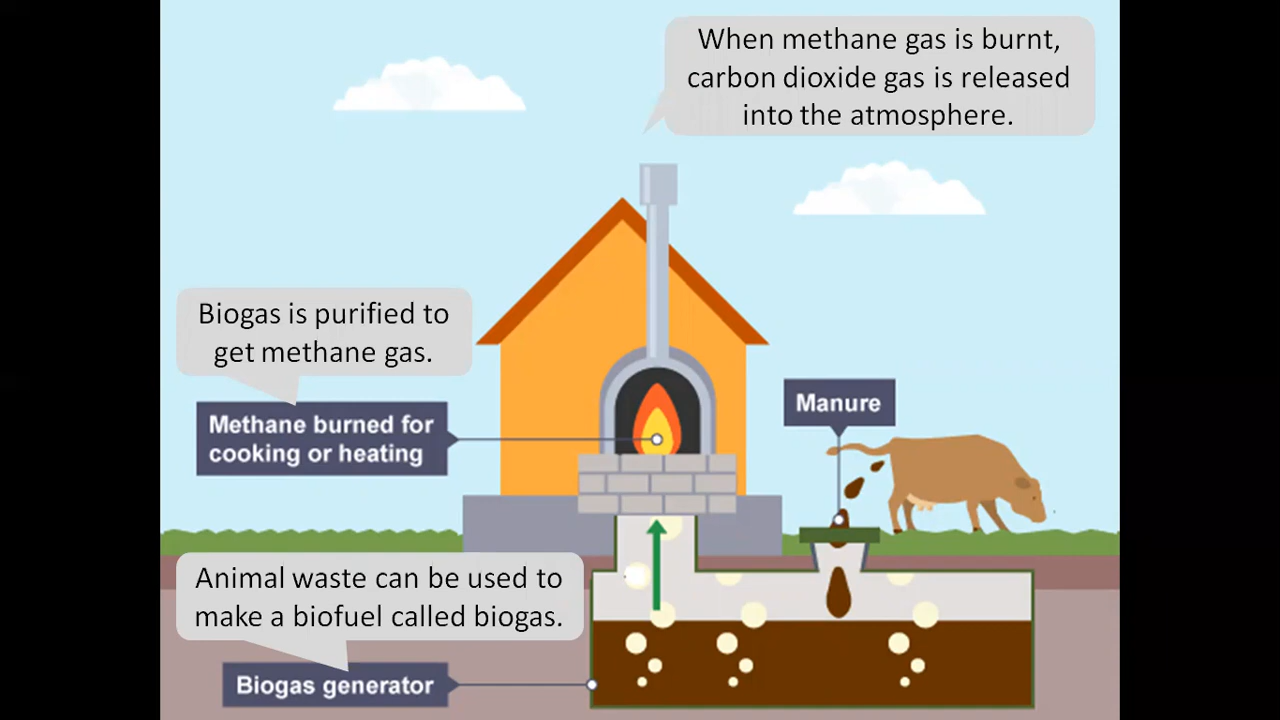 When methane gas is burnt,
carbon dioxide gas is released
into the atmosphere.
Biogas is purified to
get methane gas.
Methane burned for
cooking or heating
Manure
Animal waste can be used to
make a biofuel called biogas.
Biogas generator